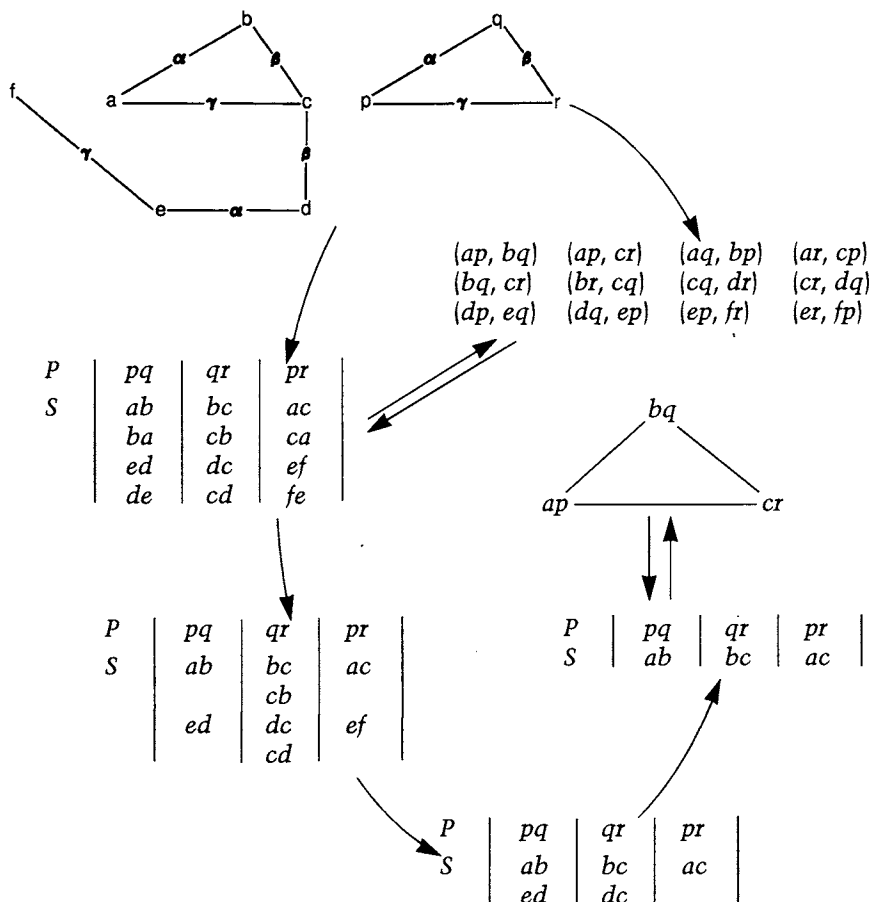 b q
α β α β
f a γ c p γ r
γ β
e α d
(ap, bq) (ap, cr) (aq, bp) (ar, cp)
(bq, cr) (br, cq) (cq, dr) (cr, dq)
(dp, eq) (dq, ep) (ep, fr) (er, fp)
P pq qr pr
S ab bc ac
ba cb ca
ed dc ef
de cd fe
bq
ap cr
P pq qr pr
S ab bc ac
cb
ed dc ef
cd
P pq qr pr
S ab bc ac
P pq qr pr
S ab bc ac
ed dc